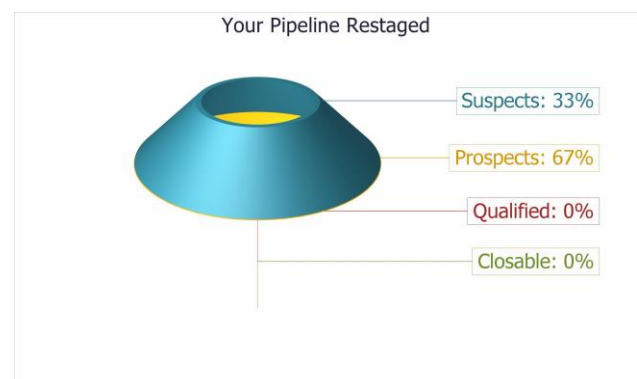 Your Pipeline Restaged
Suspects: 33%
Prospects: 67%
Qualified: 0%
Closable: 0%